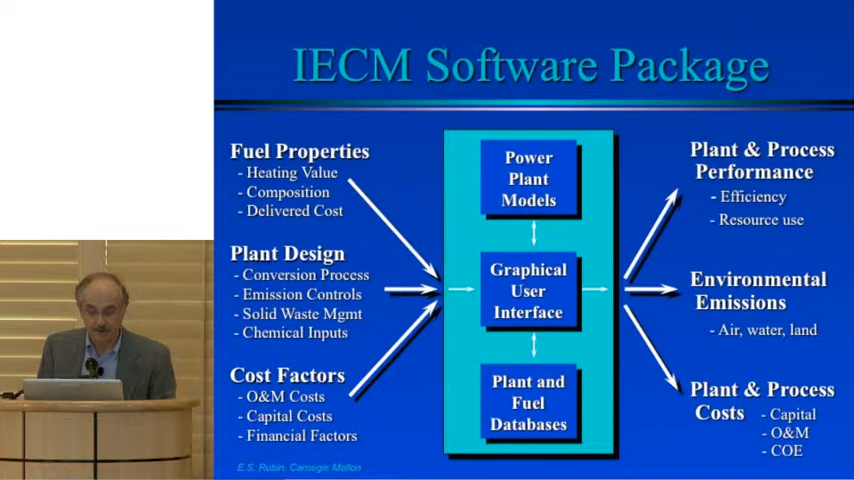 IECM Software Package
Fuel Properties
- Heating Value
- Composition
- Delivered Cost
Plant Design
- Conversion Process
- Emission Controls
- Solid Waste Mgmt
- Chemical Inputs
Cost Factors
- O&M Costs
- Capital Costs
- Financial Factors
Power
Plant
Models
Graphical
User
Interface
Plant and
Fuel
Databases
Plant & Process
Performance
- Efficiency
- Resource use
Environmental
Emissions
- Air, water, land
Plant & Process
Costs - Capital
- O&M
- COE
E.S. Rubin, Carnegie Mellon